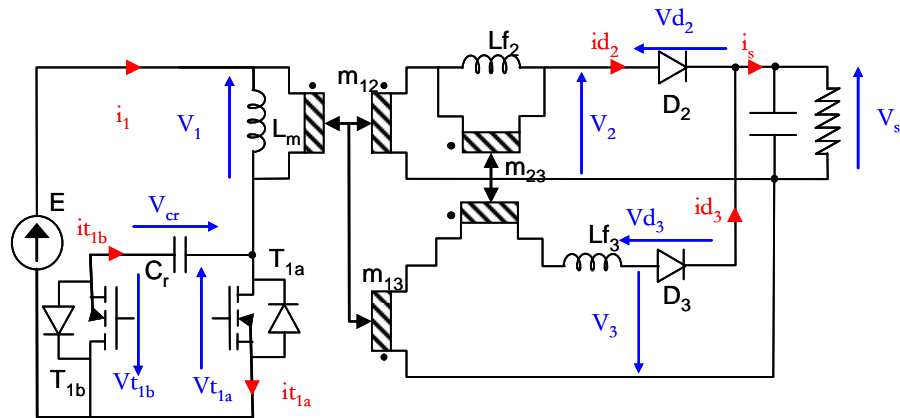 Vd2
Lf2
id2
is
m12
i1
V1
Lm
V2
D2
Vs
m23
E
Vcr
it1b
Vd3
id3
Lf3
T1a
Cr
m13
D3
V3
T1b
Vt1b
Vt1a
it1a